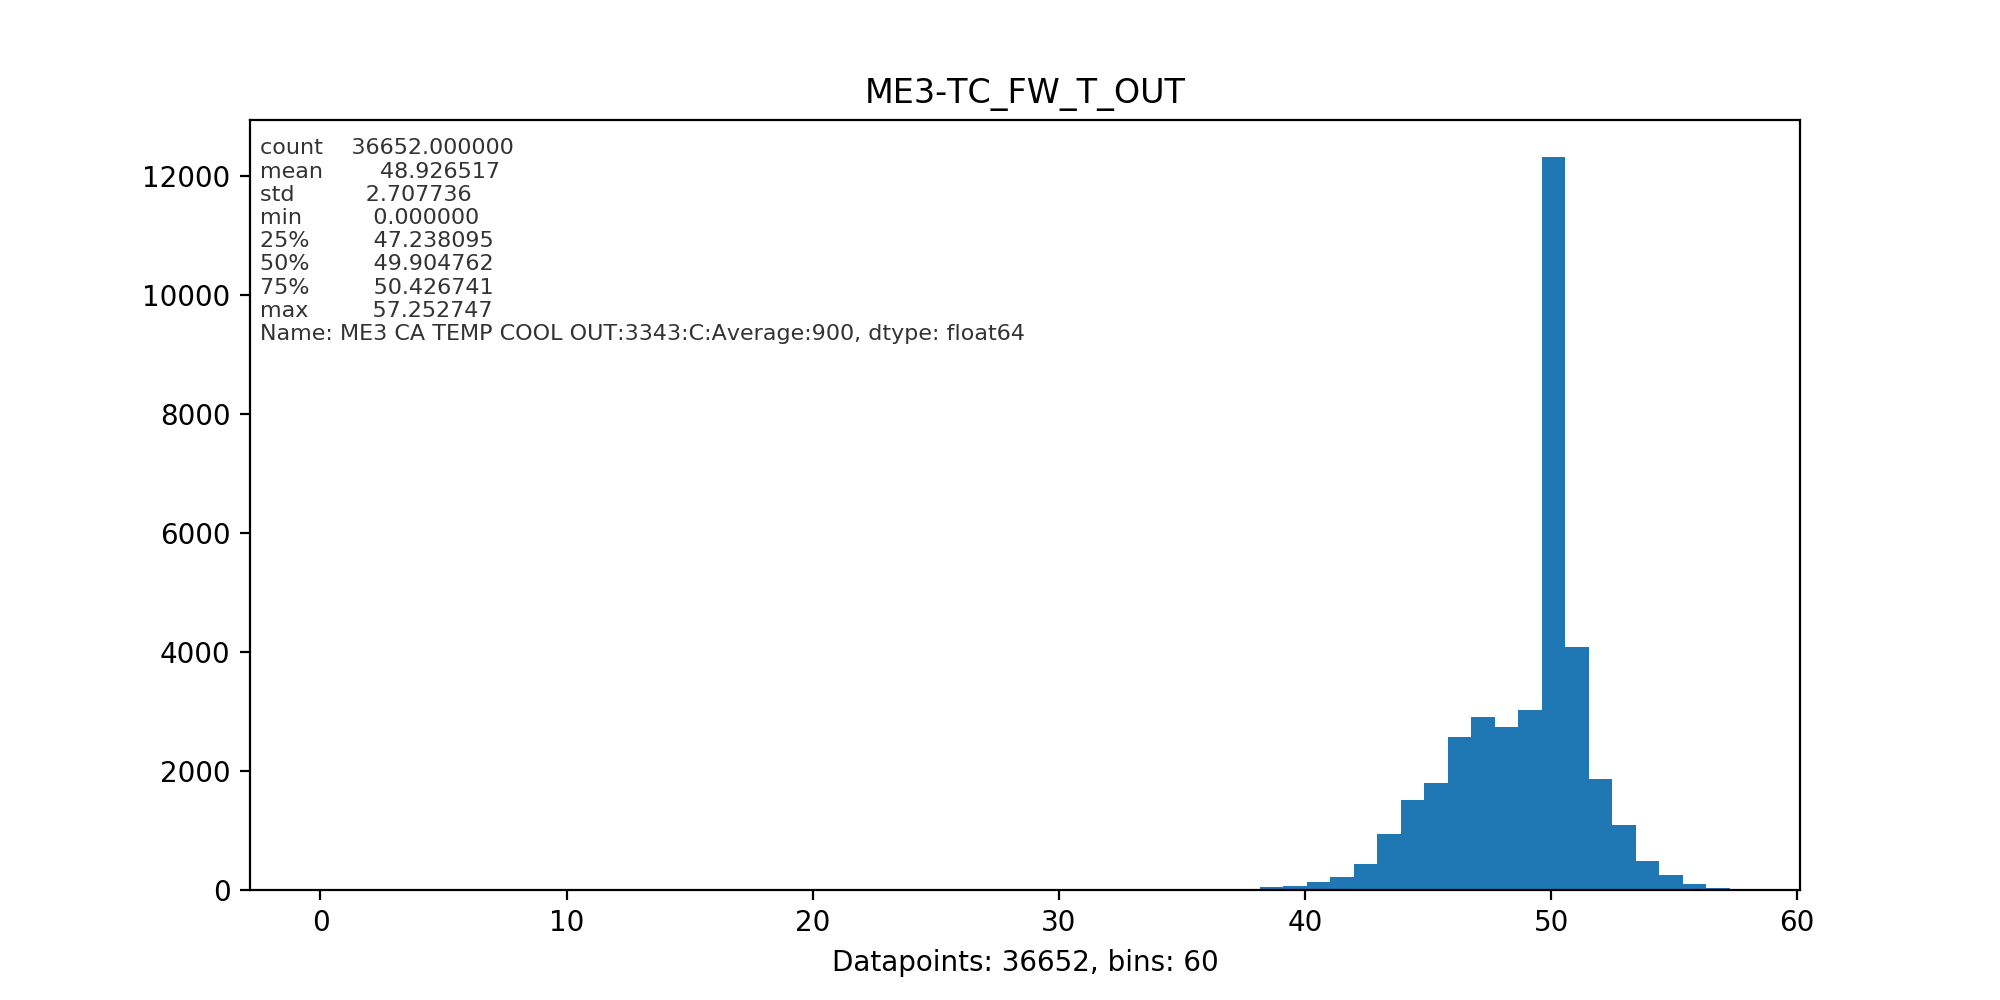 ME3-TC_FW_T_OUT
count 36652.000000
mean 48.926517
std 2.707736
min 0.000000
25% 47.238095
50% 49.904762
75% 50.426741
max 57.252747
Name: ME3 CA TEMP COOL OUT:3343:C:Average:900, dtype: float64
12000
10000
8000
6000
4000
2000
0
0 10 20 30 40 50 60
Datapoints: 36652, bins: 60